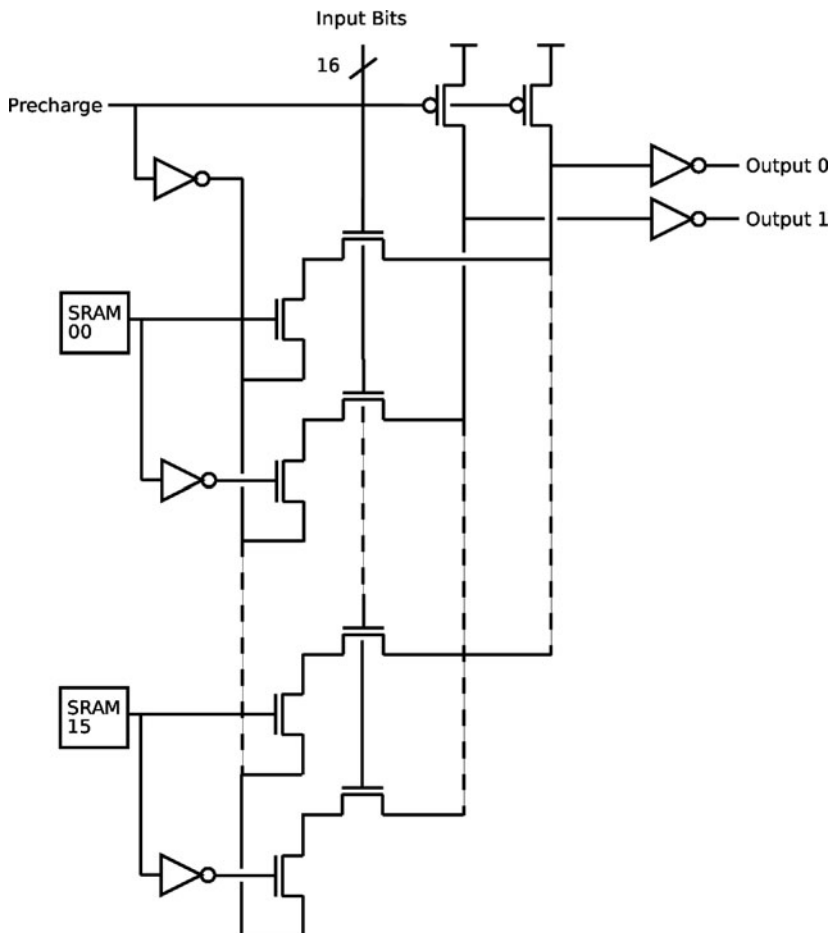 Input Bits
16
Precharge
Output 0
Output 1
SRAM
00
SRAM
15